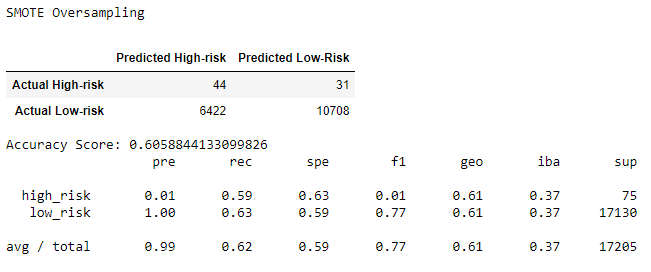 SMOTE Oversampling
Predicted High-risk Predicted Low-Risk
Actual High-risk 44 31
Actual Low-risk 6422 10708
Accuracy Score: 0.6058844133099826
pre rec spe f1 geo iba sup
high_risk 0.01 0.59 0.63 0.01 0.61 0.37 75
low_risk 1.00 0.63 0.59 0.77 0.61 0.37 17130
avg / total 0.99 0.62 0.59 0.77 0.61 0.37 17205